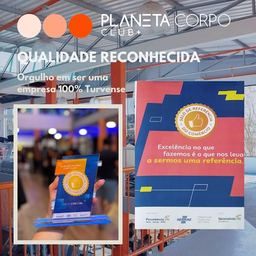 PLANETA CORPO
CLUB+
QUALIDADE RECONHECIDA
Orgulho em ser uma
empresa 100% Turvense
Excelência no que
fazemos é o que nos leva
a sermos uma referência.
SEBRAE